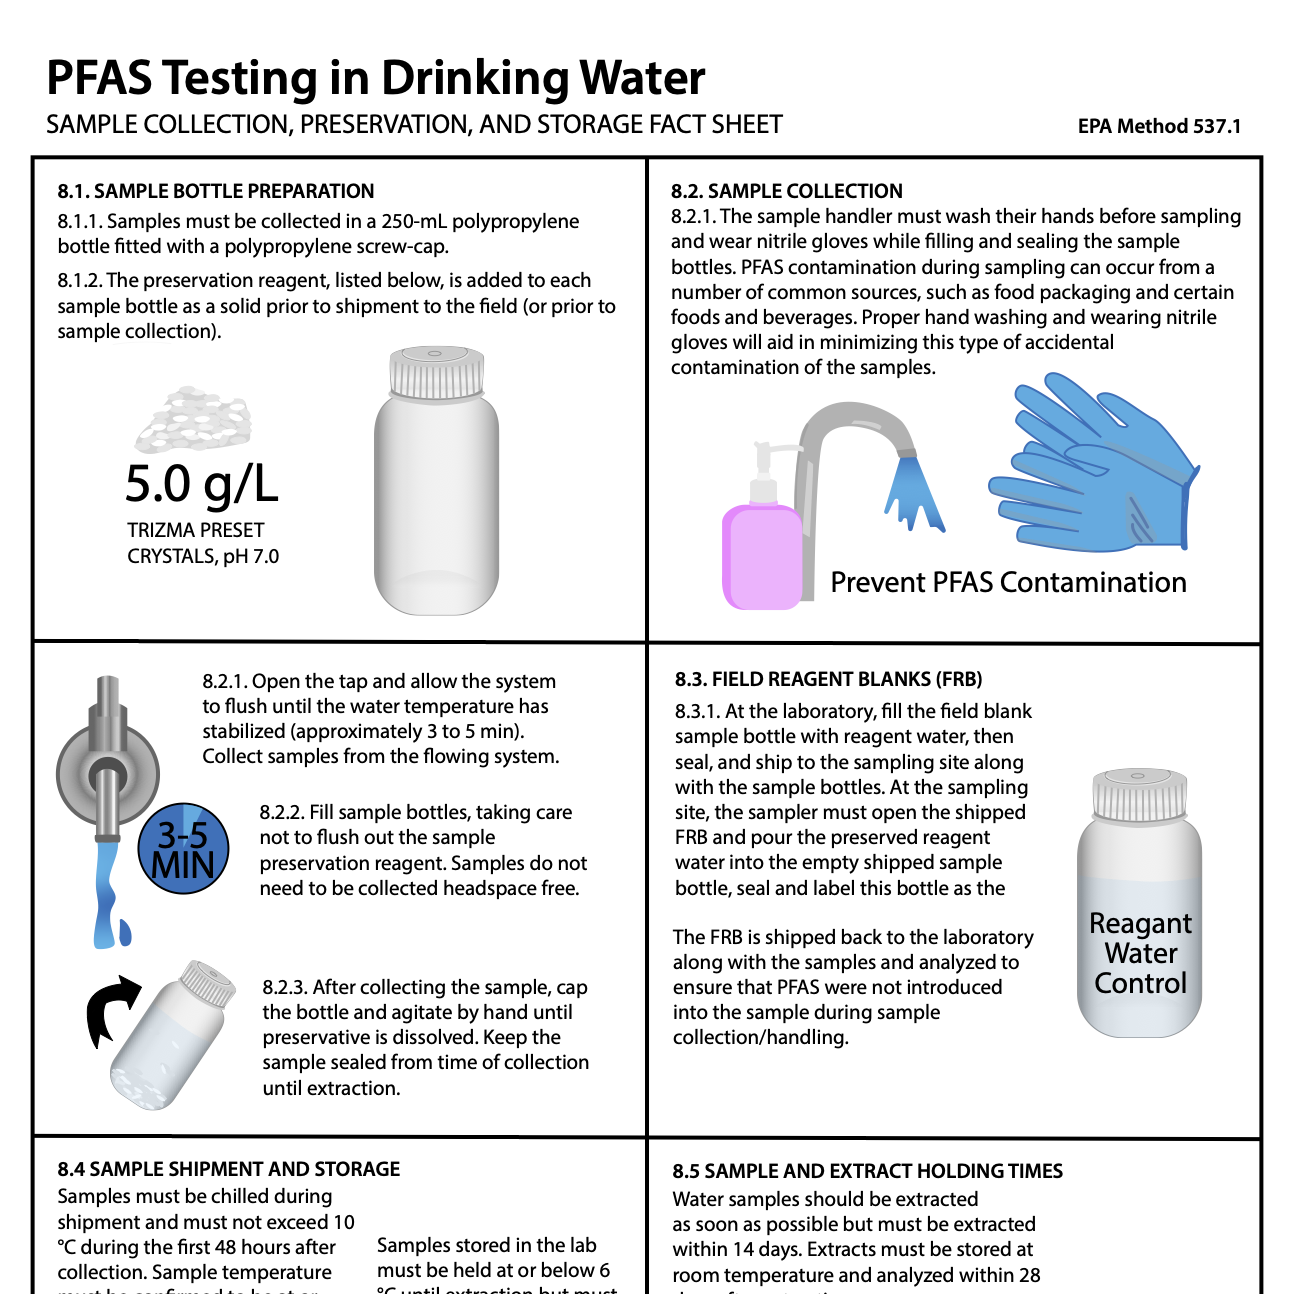 PFAS Testing in Drinking Water
SAMPLE COLLECTION, PRESERVATION, AND STORAGE FACT SHEET
EPA Method 537.1
8.1. SAMPLE BOTTLE PREPARATION
8.1.1. Samples must be collected in a 250-mL polypropylene
bottle fitted with a polypropylene screw-cap.
8.1.2. The preservation reagent, listed below, is added to each
sample bottle as a solid prior to shipment to the field (or prior to
sample collection).
5.0 g/L
TRIZMA PRESET
CRYSTALS, pH 7.0
8.2. SAMPLE COLLECTION
8.2.1. The sample handler must wash their hands before sampling
and wear nitrile gloves while filling and sealing the sample
bottles. PFAS contamination during sampling can occur from a
number of common sources, such as food packaging and certain
foods and beverages. Proper hand washing and wearing nitrile
gloves will aid in minimizing this type of accidental
contamination of the samples.
Prevent PFAS Contamination
8.2.1. Open the tap and allow the system
to flush until the water temperature has
stabilized (approximately 3 to 5 min).
Collect samples from the flowing system.
3-5
MIN
8.2.2. Fill sample bottles, taking care
not to flush out the sample
preservation reagent. Samples do not
need to be collected headspace free.
8.2.3. After collecting the sample, cap
the bottle and agitate by hand until
preservative is dissolved. Keep the
sample sealed from time of collection
until extraction.
8.3. FIELD REAGENT BLANKS (FRB)
8.3.1. At the laboratory, fill the field blank
sample bottle with reagent water, then
seal, and ship to the sampling site along
with the sample bottles. At the sampling
site, the sampler must open the shipped
FRB and pour the preserved reagent
water into the empty shipped sample
bottle, seal and label this bottle as the
The FRB is shipped back to the laboratory
along with the samples and analyzed to
ensure that PFAS were not introduced
into the sample during sample
collection/handling.
Reagant
Water
Control
8.4 SAMPLE SHIPMENT AND STORAGE
Samples must be chilled during
shipment and must not exceed 10
°C during the first 48 hours after
collection. Sample temperature
Samples stored in the lab
must be held at or below 6
°C until extraction but must
8.5 SAMPLE AND EXTRACT HOLDING TIMES
Water samples should be extracted
as soon as possible but must be extracted
within 14 days. Extracts must be stored at
room temperature and analyzed within 28